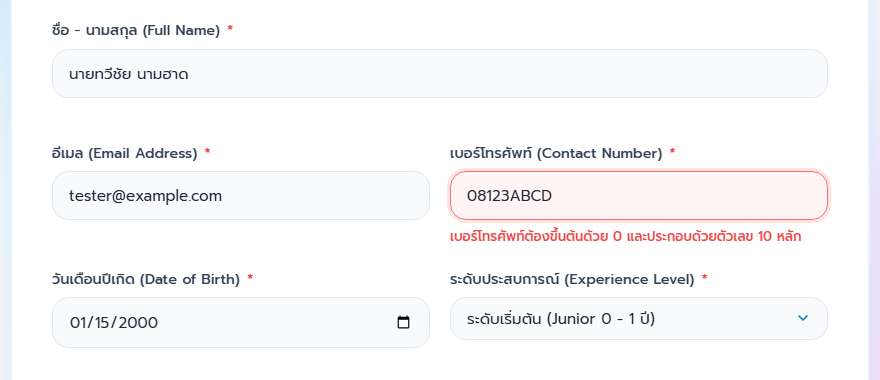 ชื่อ - นามสกุล (Full Name) *
นายทวีชัย นามฮาด
อีเมล (Email Address) *
เบอร์โทรศัพท์ (Contact Number) *
tester@example.com
08123ABCD
เบอร์โทรศัพท์ต้องขึ้นต้นด้วย 0 และประกอบด้วยตัวเลข 10 หลัก
วันเดือนปีเกิด (Date of Birth) *
ระดับประสบการณ์ (Experience Level) *
01/15/2000
ระดับเริ่มต้น (Junior 0 - 1 ปี)